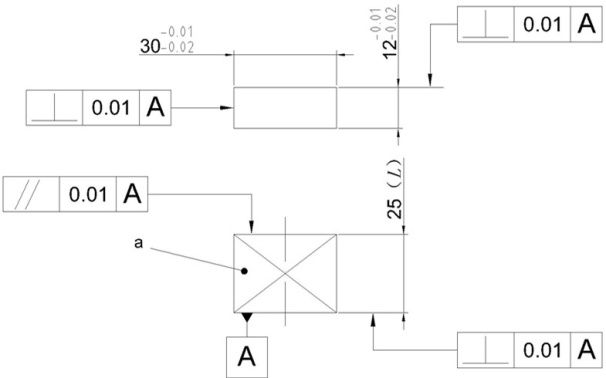 -0.01
30-0.02
-0.01
12-0.02
⊥ 0.01 A
⊥ 0.01 A
// 0.01 A
25 (L)
a
A
⊥ 0.01 A